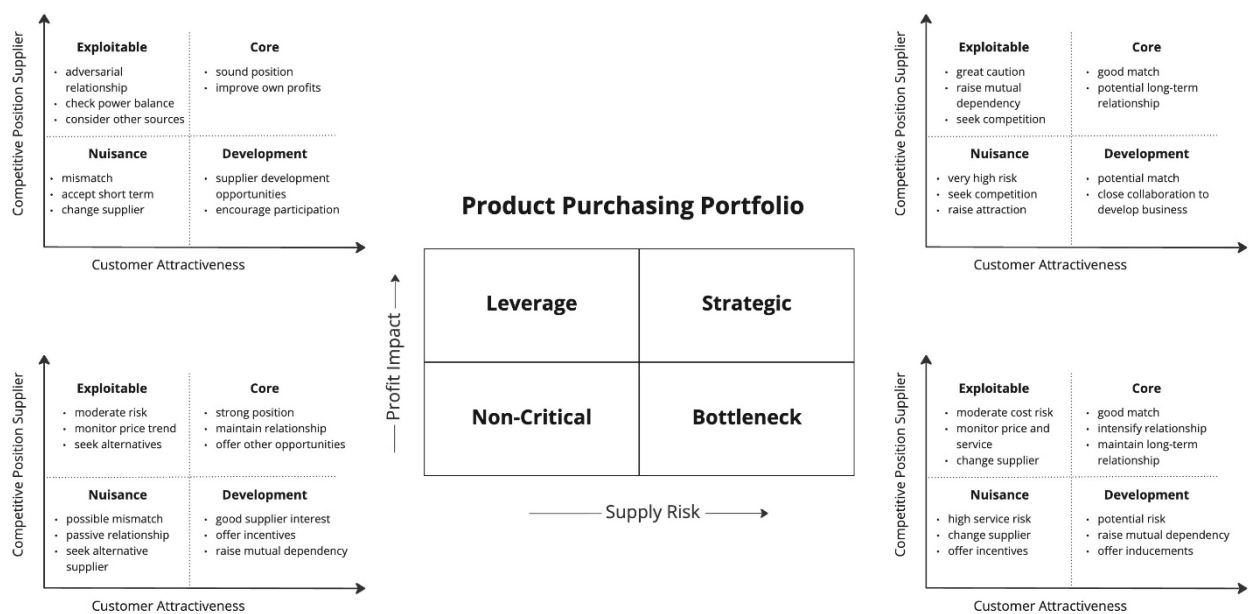 Competitive Position Supplier
Exploitable
• adversarial
relationship
• check power balance
• consider other sources
Core
• sound position
• improve own profits
Nuisance
• mismatch
• accept short term
• change supplier
Development
• supplier development
opportunities
• encourage participation
Customer Attractiveness
Competitive Position Supplier
Exploitable
• great caution
• raise mutual
dependency
• seek competition
Core
• good match
• potential long-term
relationship
Nuisance
• very high risk
• seek competition
• raise attraction
Development
• potential match
• close collaboration to
develop business
Customer Attractiveness
Product Purchasing Portfolio
Profit Impact
Leverage
Strategic
Non-Critical
Bottleneck
Supply Risk
Competitive Position Supplier
Exploitable
• moderate risk
• monitor price trend
• seek alternatives
Core
• strong position
• maintain relationship
• offer other opportunities
Nuisance
• possible mismatch
• passive relationship
• seek alternative
supplier
Development
• good supplier interest
• offer incentives
• raise mutual dependency
Customer Attractiveness
Competitive Position Supplier
Exploitable
• moderate cost risk
• monitor price and
service
• change supplier
Core
• good match
• intensify relationship
• maintain long-term
relationship
Nuisance
• high service risk
• change supplier
• offer incentives
Development
• potential risk
• raise mutual dependency
• offer inducements
Customer Attractiveness